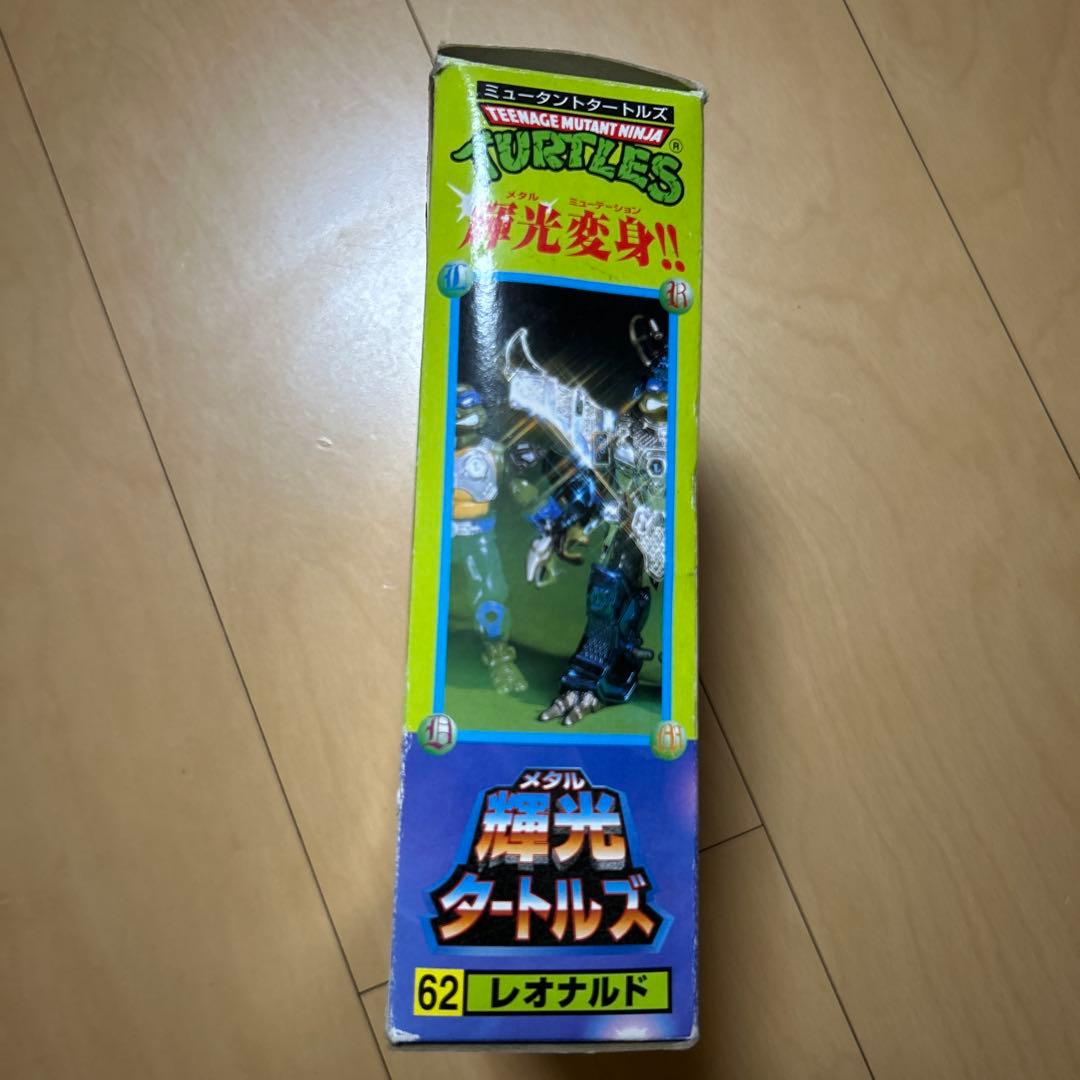 ミュータントタートルズ
TEENAGE MUTANT NINJA
TURTLES®
メタル ミューテーション
輝光変身!!
L R
D M
メタル
輝光
タートルズ
62 レオナルド